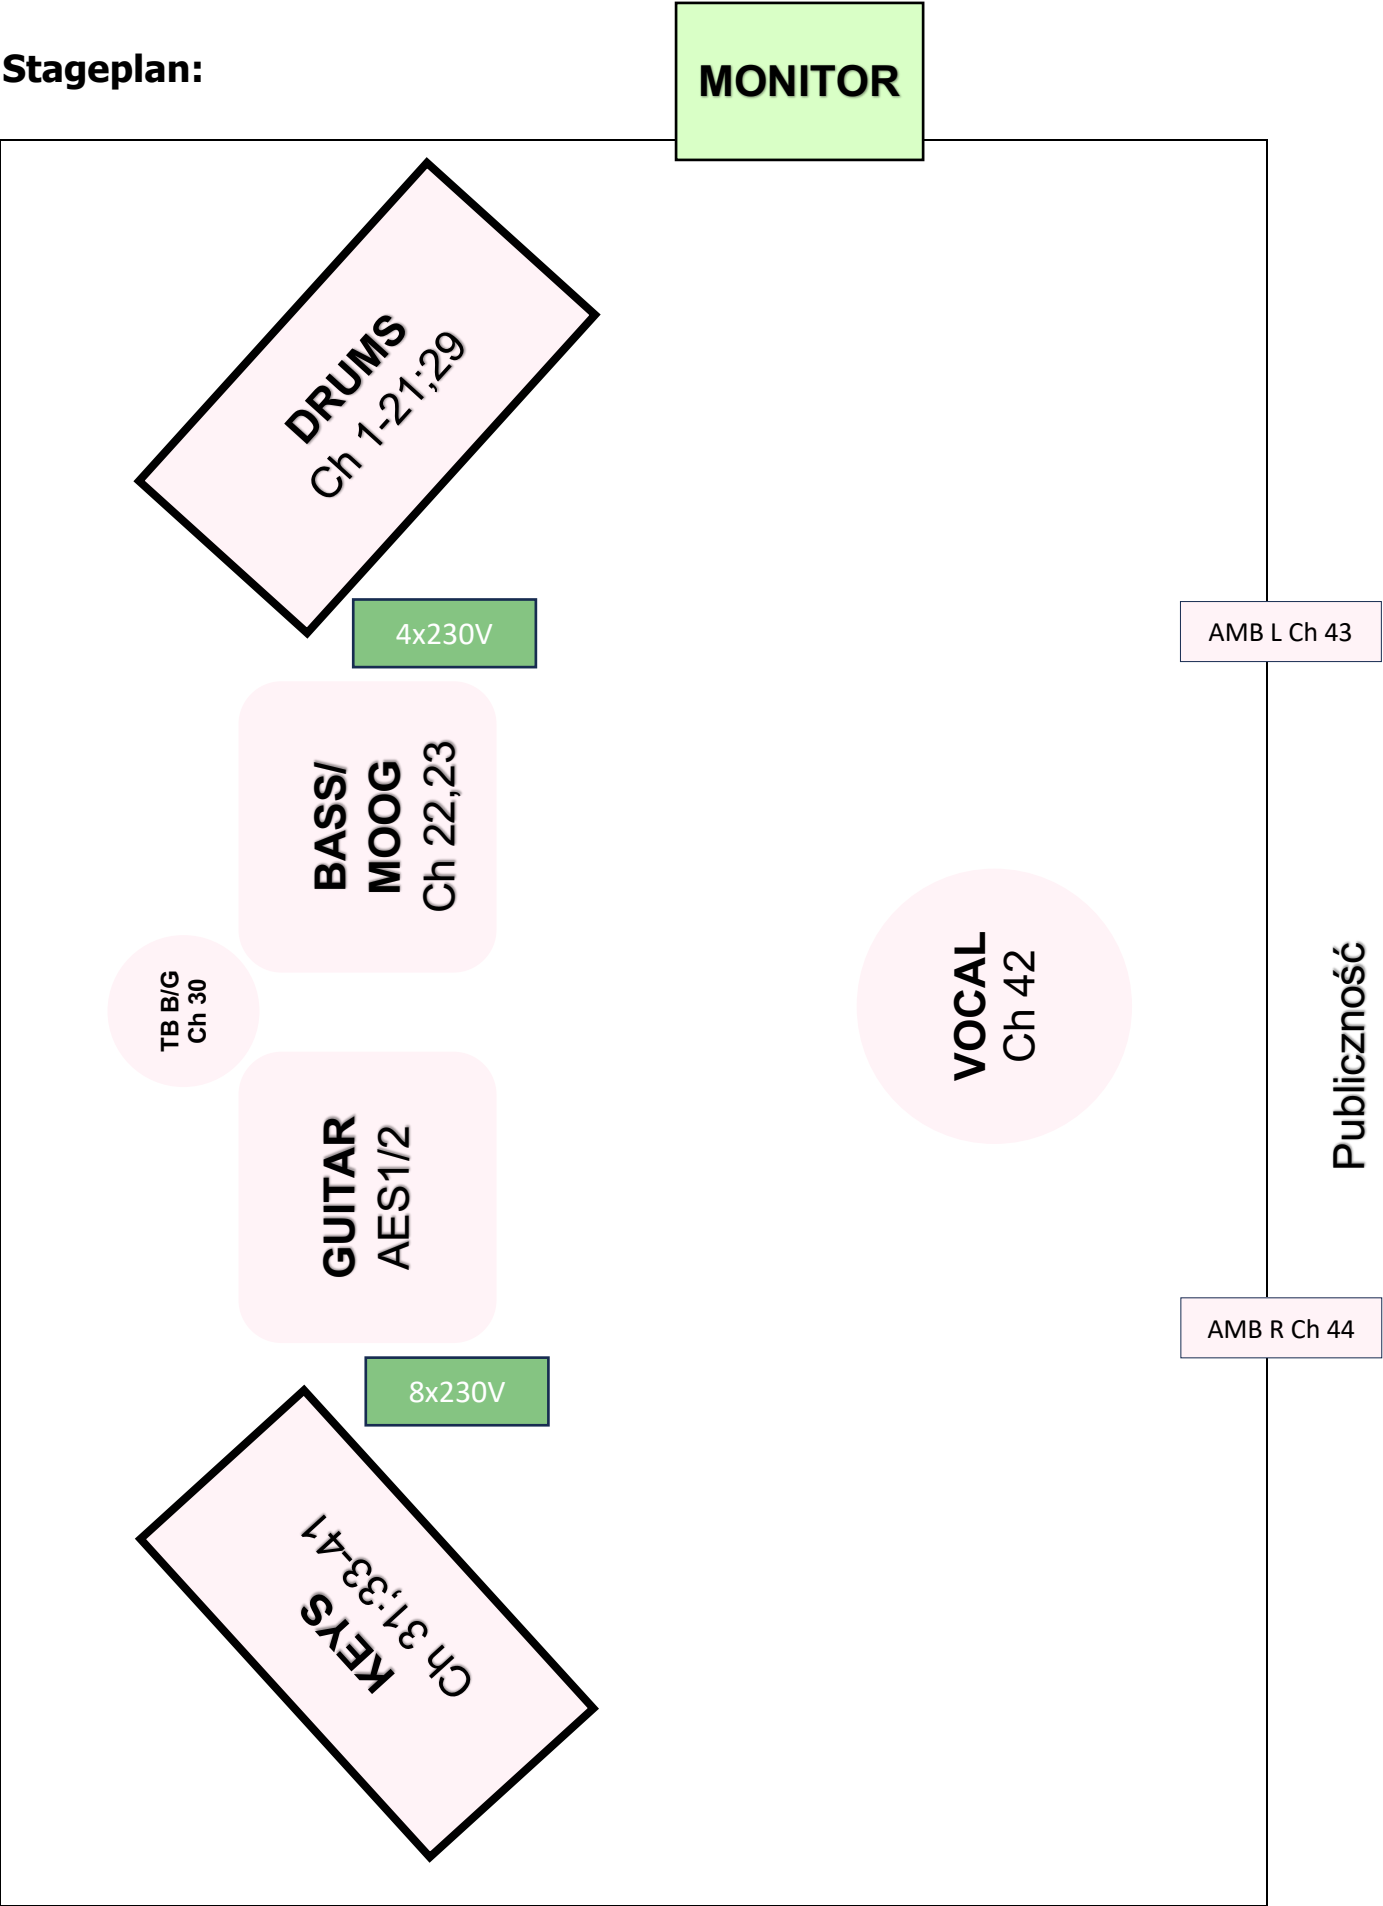 Stageplan:
MONITOR
DRUMS
Ch 1-21;29
4x230V
AMB L Ch 43
BASS/
MOOG
Ch 22,23
TB B/G
Ch 30
VOCAL
Ch 42
Publiczność
GUITAR
AES1/2
AMB R Ch 44
8x230V
KEYS
Ch 31;33-41